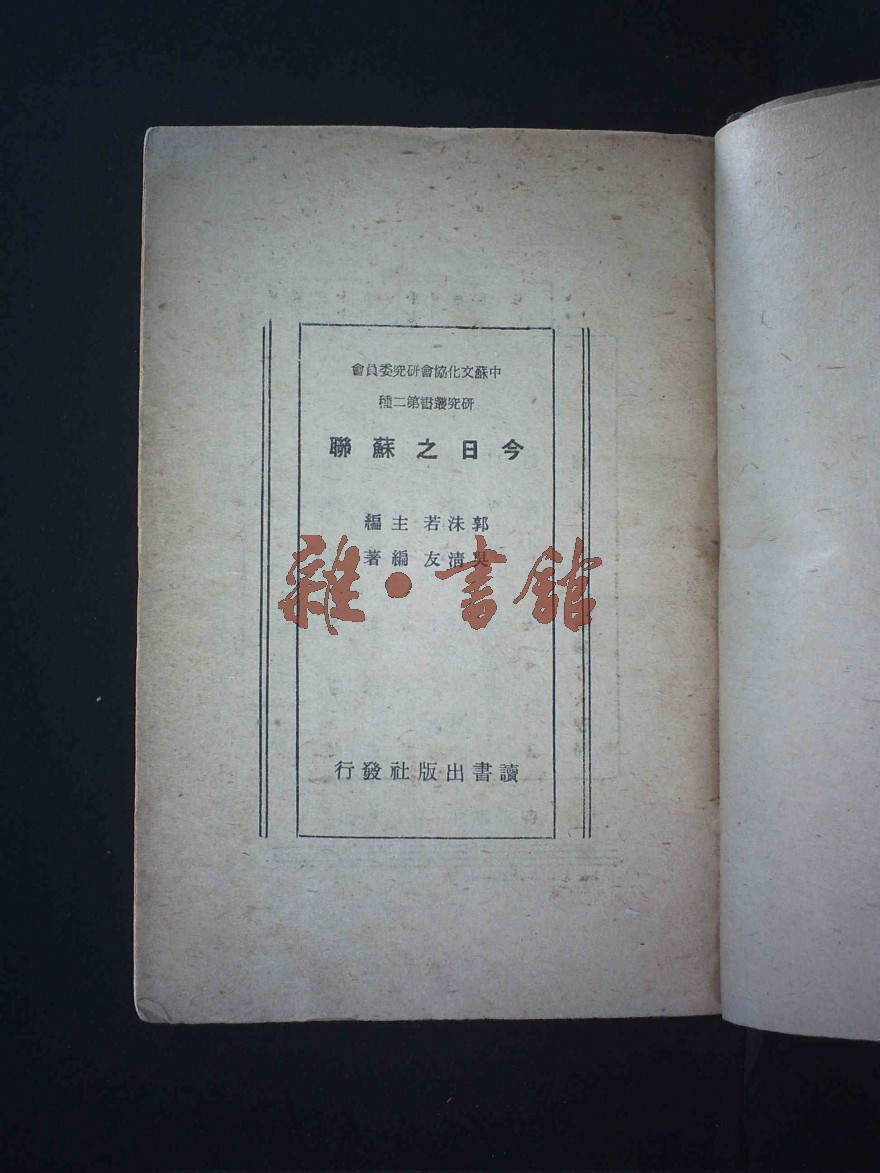 中蘇文化協會研究委員會
研究叢書第二種
今日之蘇聯
郭沫若 主編
吳清友 編著
雜·書館
讀書出版社發行